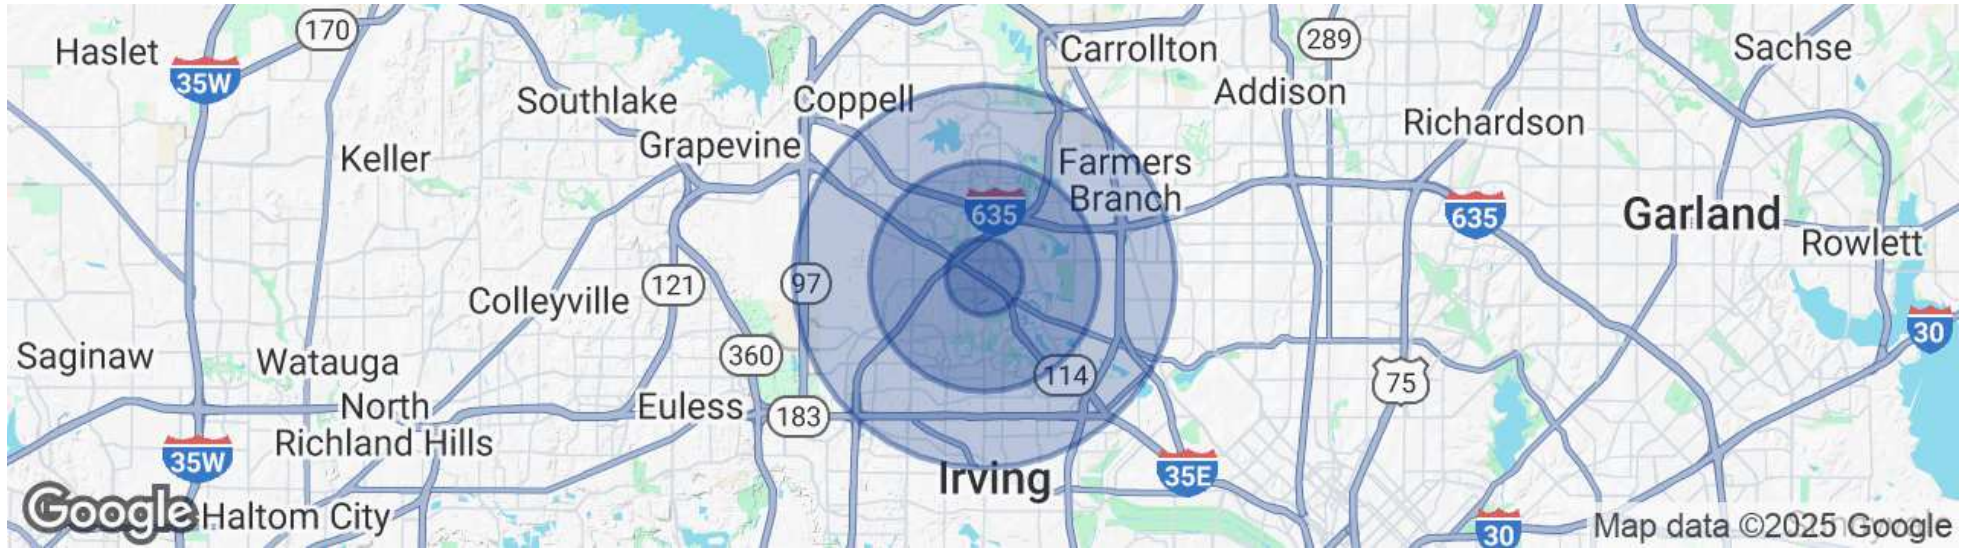 170
Haslet
35W
Carrollton
289
Sachse
Southlake
Coppell
Addison
Richardson
Keller
Grapevine
Farmers
Branch
635
635
Garland
Rowlett
121
97
Colleyville
30
Saginaw
Watauga
360
114
75
North
Richland Hills
Euless
183
35W
Irving
35E
Google
Haltom City
30
Map data ©2025 Google